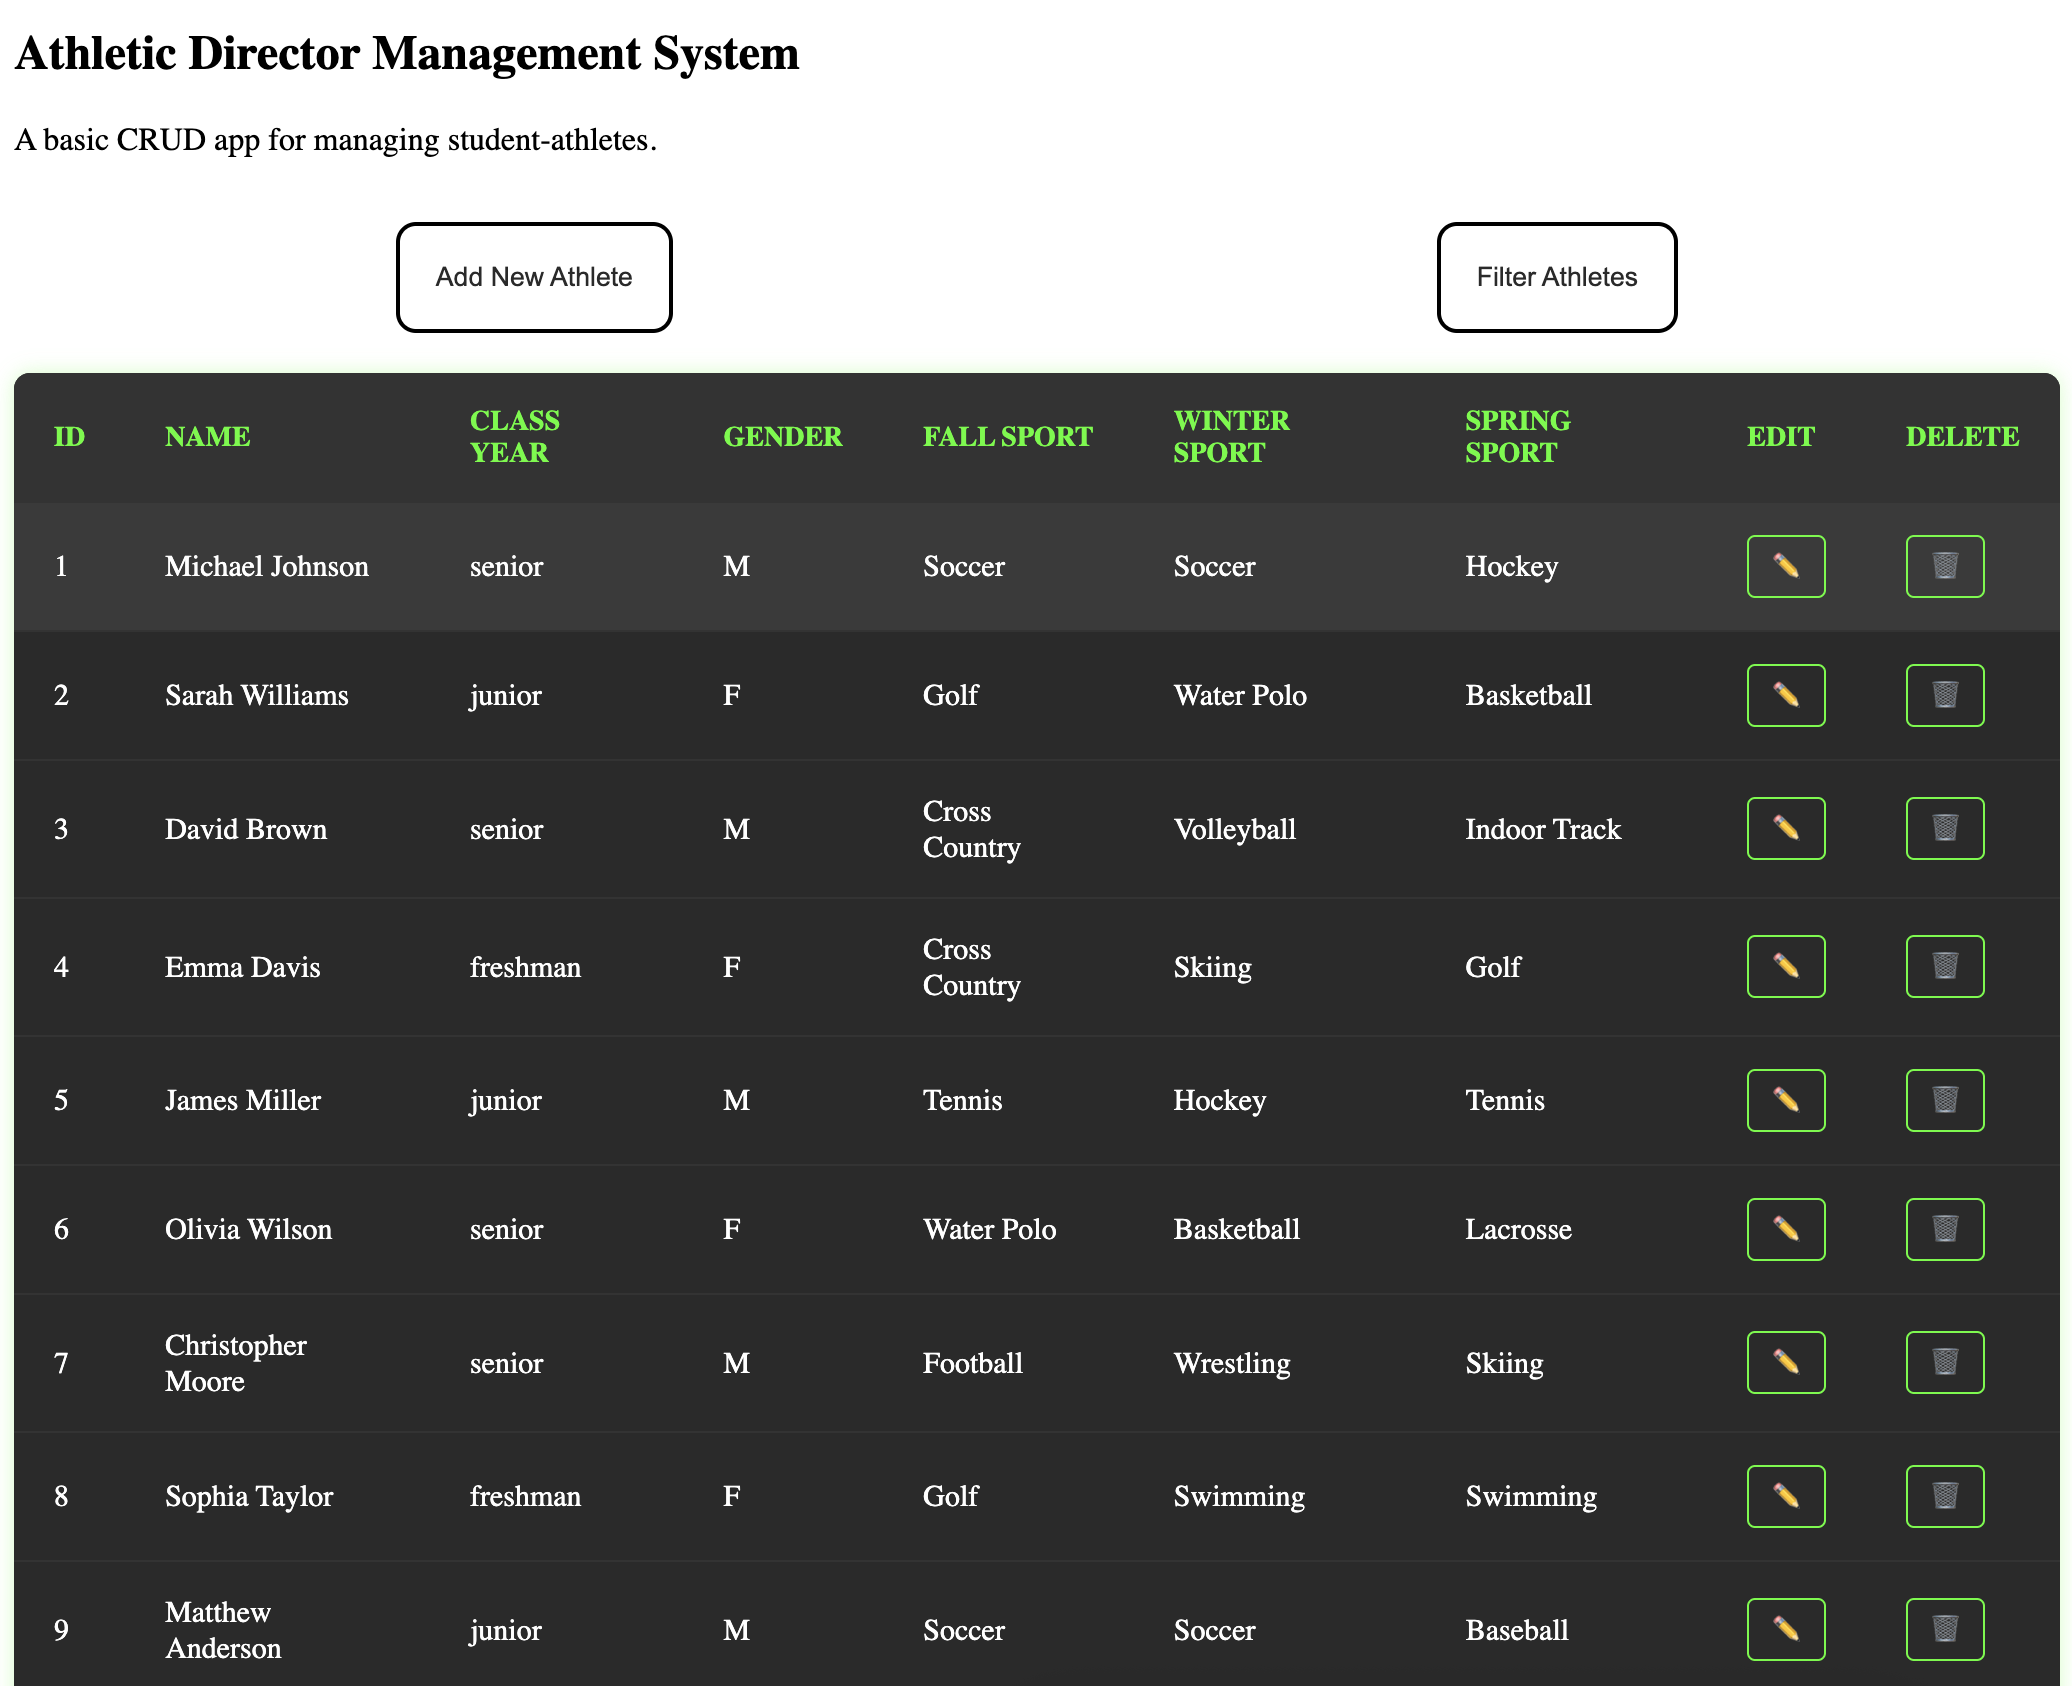 Athletic Director Management System
A basic CRUD app for managing student-athletes.
Add New Athlete Filter Athletes
ID NAME CLASS YEAR GENDER FALL SPORT WINTER SPORT SPRING SPORT EDIT DELETE
1 Michael Johnson senior M Soccer Soccer Hockey
2 Sarah Williams junior F Golf Water Polo Basketball
3 David Brown senior M Cross Country Volleyball Indoor Track
4 Emma Davis freshman F Cross Country Skiing Golf
5 James Miller junior M Tennis Hockey Tennis
6 Olivia Wilson senior F Water Polo Basketball Lacrosse
7 Christopher Moore senior M Football Wrestling Skiing
8 Sophia Taylor freshman F Golf Swimming Swimming
9 Matthew Anderson junior M Soccer Soccer Baseball